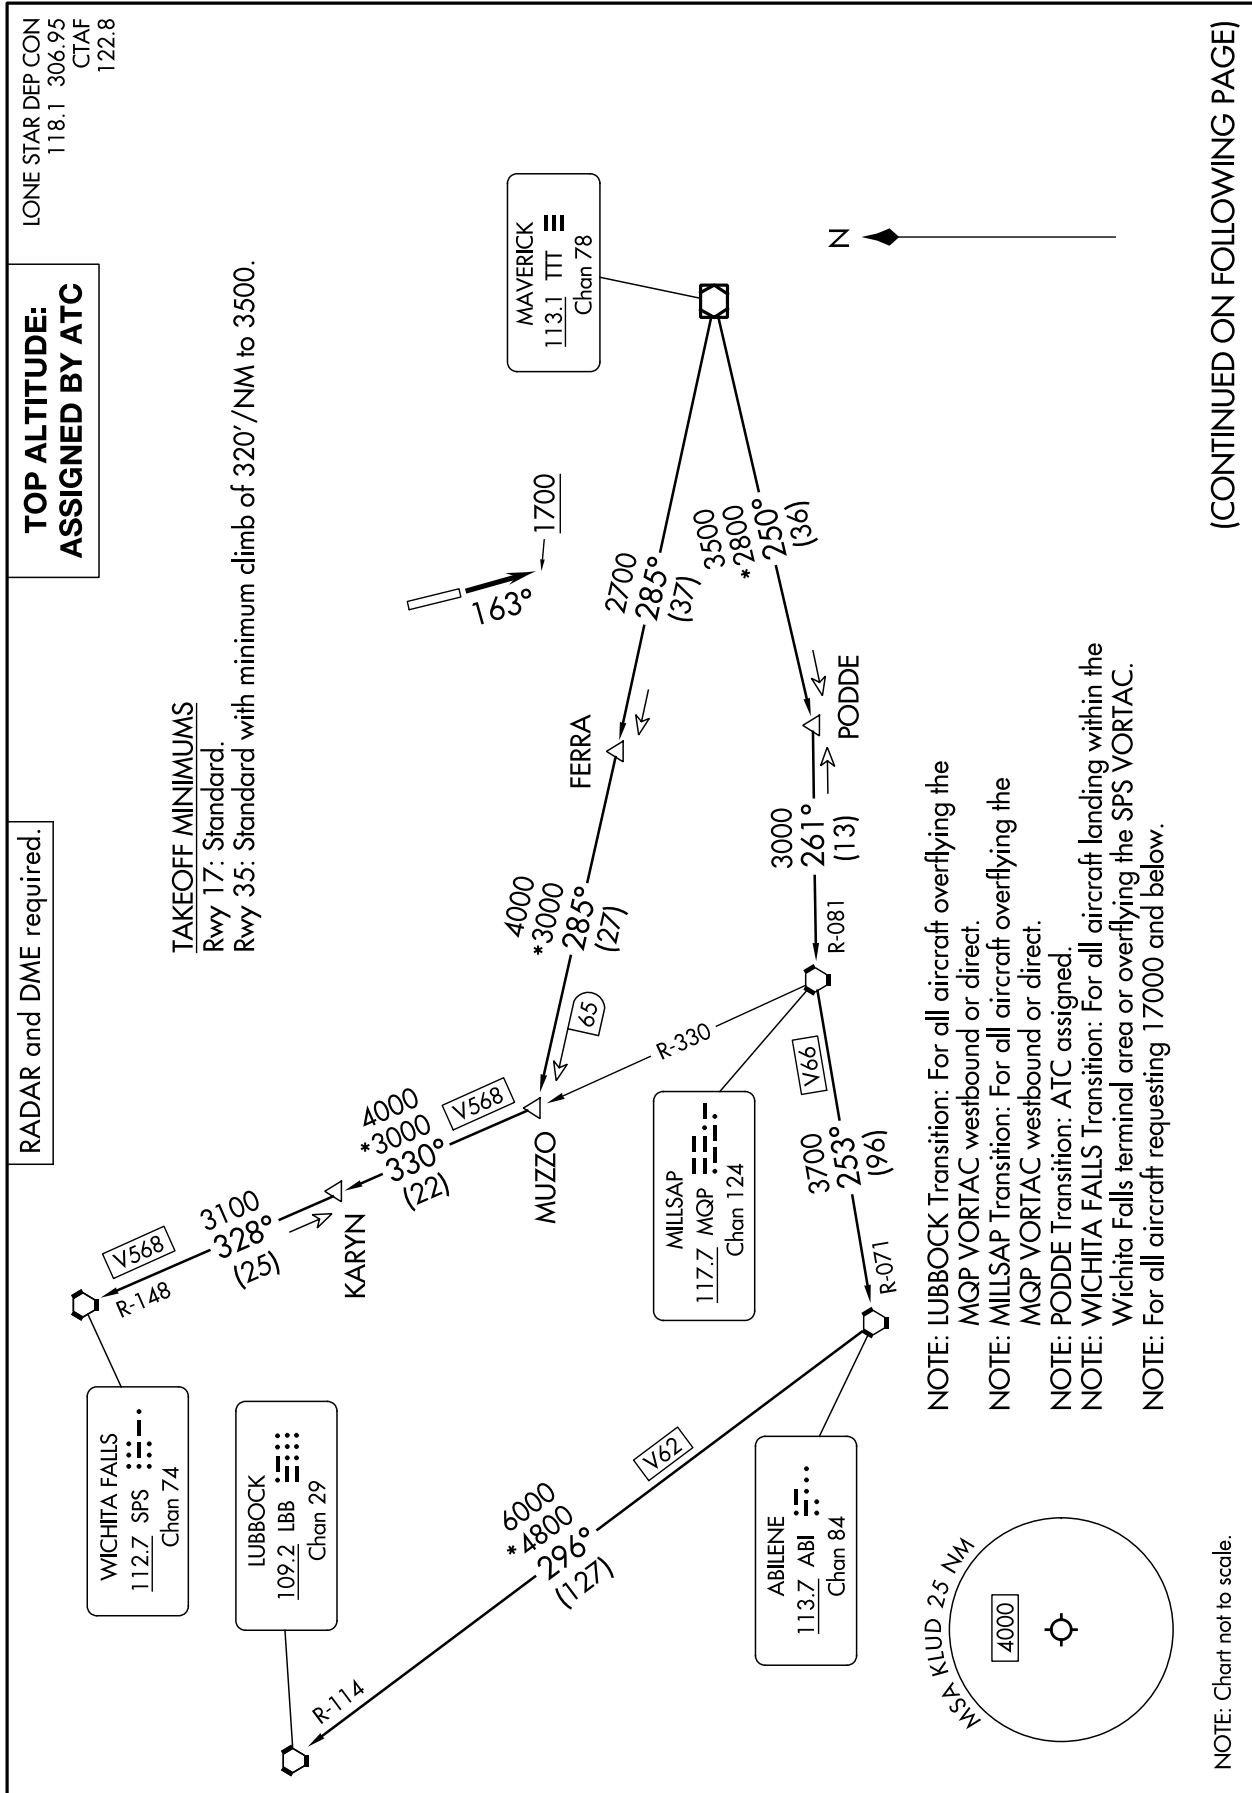 RADAR and DME required.
TOP ALTITUDE:
ASSIGNED BY ATC
LONE STAR DEP CON
118.1 306.95
CTAF
122.8
TAKEOFF MINIMUMS
Rwy 17: Standard.
Rwy 35: Standard with minimum climb of 320'/NM to 3500.
WICHITA FALLS
112.7 SPS
Chan 74
R-148
V568
3100
328°
(25)
KARYN
4000
*3000
330°
(22)
V568
MUZZO
LUBBOCK
109.2 LBB
Chan 29
R-114
6000
*4800
296°
(127)
V62
65
4000
*3000
285°
(27)
FERRA
2700
285°
(37)
163°
1700
MAVERICK
113.1 TTT
Chan 78
N
3500
*2800
250°
(36)
PODDE
3000
261°
(13)
R-081
R-330
MILLSAP
117.7 MQP
Chan 124
V66
3700
253°
(96)
R-071
ABILENE
113.7 ABI
Chan 84
MSA KLUD 25 NM
4000
NOTE: LUBBOCK Transition: For all aircraft overflying the
MQP VORTAC westbound or direct.
NOTE: MILLSAP Transition: For all aircraft overflying the
MQP VORTAC westbound or direct.
NOTE: PODDE Transition: ATC assigned.
NOTE: WICHITA FALLS Transition: For all aircraft landing within the
Wichita Falls terminal area or overflying the SPS VORTAC.
NOTE: For all aircraft requesting 17000 and below.
NOTE: Chart not to scale.
(CONTINUED ON FOLLOWING PAGE)